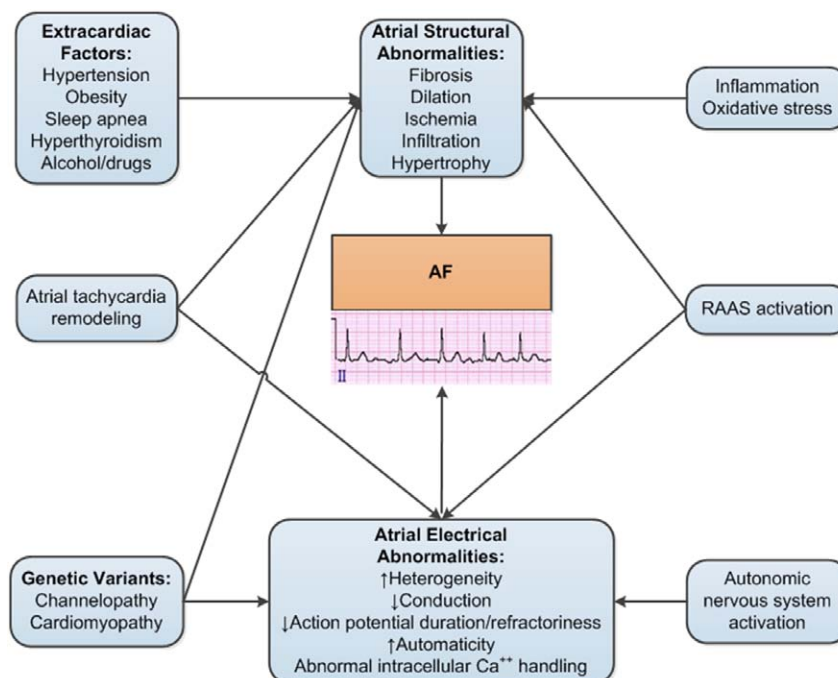 Extracardiac
Factors:
Hypertension
Obesity
Sleep apnea
Hyperthyroidism
Alcohol/drugs
Atrial Structural
Abnormalities:
Fibrosis
Dilation
Ischemia
Infiltration
Hypertrophy
Inflammation
Oxidative stress
Atrial tachycardia
remodeling
AF
II
RAAS activation
Genetic Variants:
Channelopathy
Cardiomyopathy
Atrial Electrical
Abnormalities:
↑Heterogeneity
↓Conduction
↓Action potential duration/refractoriness
↑Automaticity
Abnormal intracellular Ca⁺⁺ handling
Autonomic
nervous system
activation